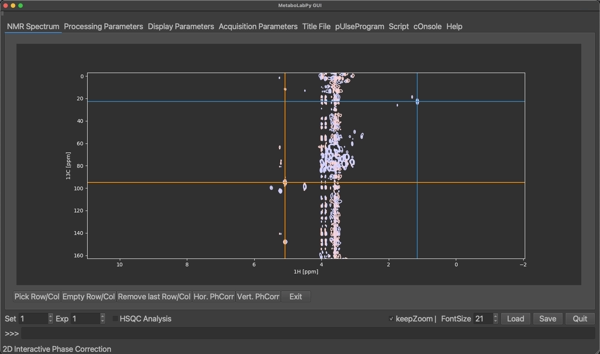 MetaboLabPy GUI
NMR Spectrum Processing Parameters Display Parameters Acquisition Parameters Title File pUlseProgram Script cOnsole Help
0
20
40
60
80
100
120
140
160
13C [ppm]
10 8 6 4 2 0 −2
1H [ppm]
Pick Row/Col Empty Row/Col Remove last Row/Col Hor. PhCorr Vert. PhCorr Exit
Set 1 Exp 1 HSQC Analysis keepZoom | FontSize 21 Load Save Quit
>>>
2D Interactive Phase Correction